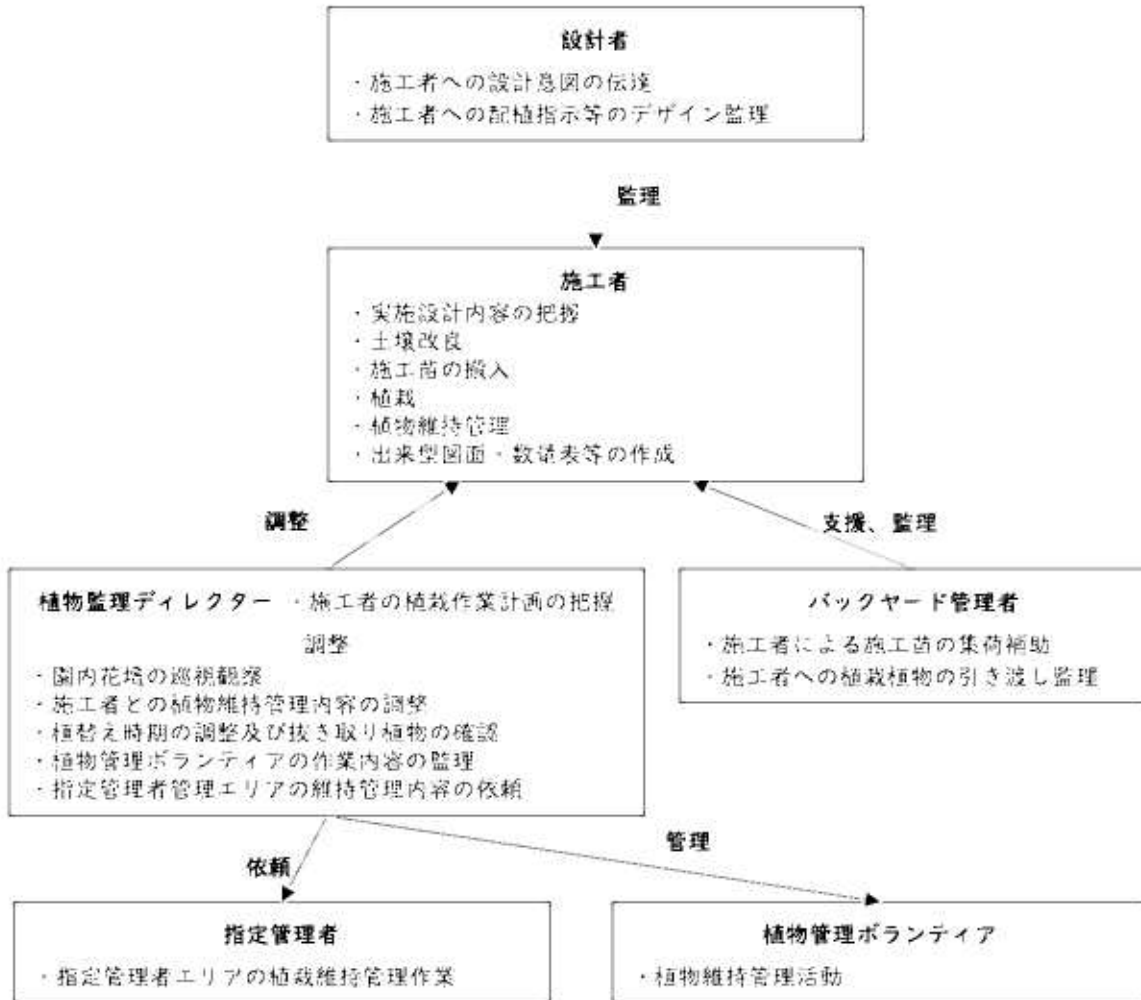 設計者
・施工者への設計意図の伝達
・施工者への配植指示等のデザイン監理
監理
施工者
・実施設計内容の把握
・土壌改良
・施工苗の搬入
・植栽
・植物維持管理
・出来型図面・数量表等の作成
調整
支援、監理
植物監理ディレクター ・施工者の植栽作業計画の把握
調整
・園内花壇の巡視観察
・施工者との植物維持管理内容の調整
・植替え時期の調整及び抜き取り植物の確認
・植物管理ボランティアの作業内容の監理
・指定管理者管理エリアの維持管理内容の依頼
バックヤード管理者
・施工者による施工苗の集荷補助
・施工者への植栽植物の引き渡し監理
依頼
管理
指定管理者
・指定管理者エリアの植栽維持管理作業
植物管理ボランティア
・植物維持管理活動